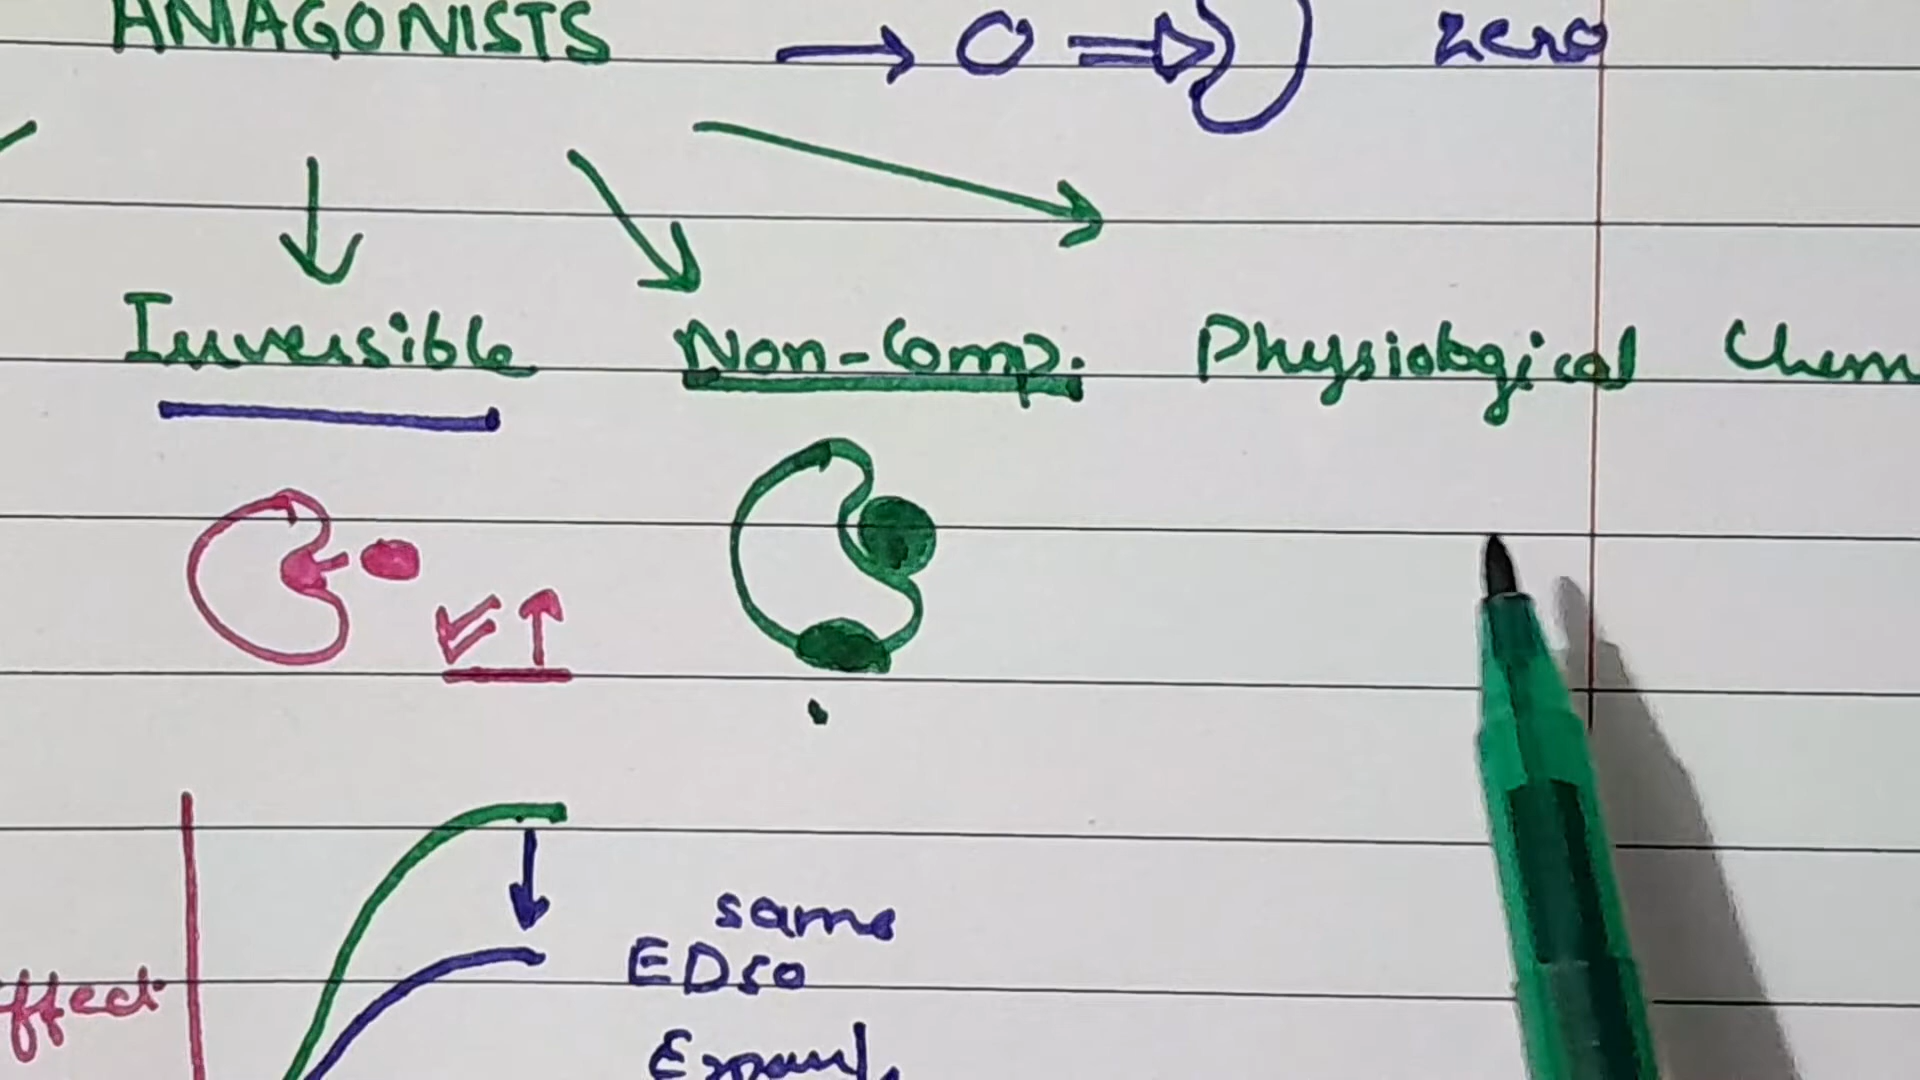 ANTAGONISTS zero
Irreversible Non-Comp. Physiological Chem
same
ED50
Effect